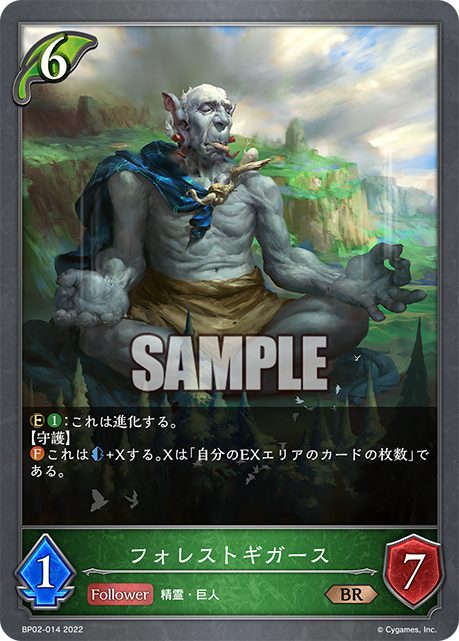 6
SAMPLE
E 1:これは進化する。
【守護】
F これは+Xする。Xは「自分のEXエリアのカードの枚数」で
ある。
フォレストギガース
1
Follower 精霊・巨人 BR
7
BP02-014 2022 © Cygames, Inc.